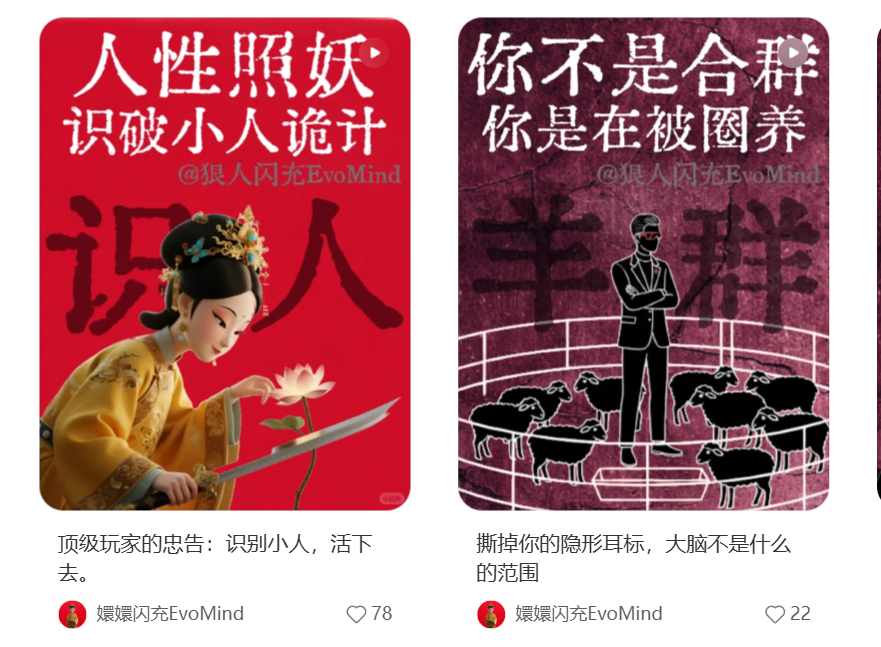 人性照妖
识破小人诡计
@狠人闪充EvoMind
识人
小红书
顶级玩家的忠告：识别小人，活下
去。
嬛嬛闪充EvoMind
78
你不是合群
你是在被圈养
@狠人闪充EvoMind
羊群
撕掉你的隐形耳标，大脑不是什么
的范围
嬛嬛闪充EvoMind
22